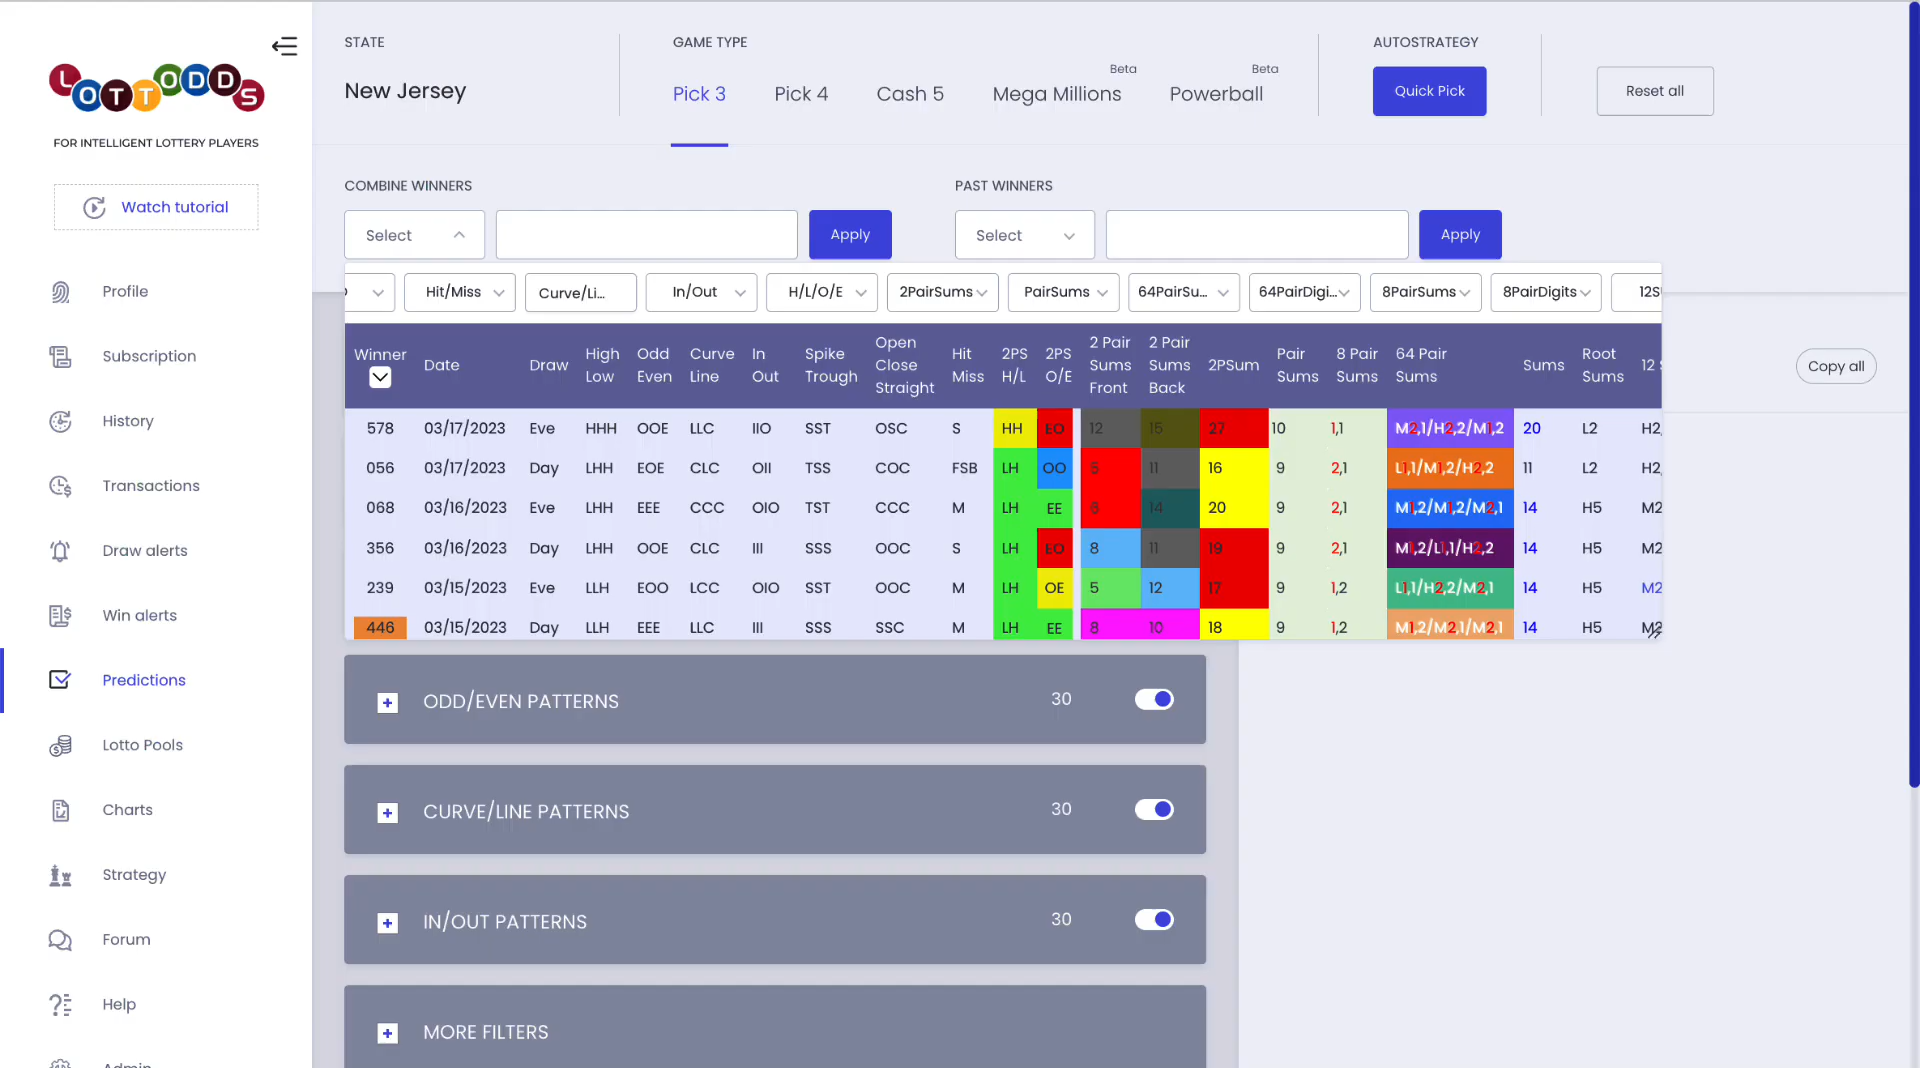 LOTTODDS
FOR INTELLIGENT LOTTERY PLAYERS
Watch tutorial
Profile
Subscription
History
Transactions
Draw alerts
Win alerts
Predictions
Lotto Pools
Charts
Strategy
Forum
Help
STATE
New Jersey
GAME TYPE
Pick 3
Pick 4
Cash 5
Beta
Mega Millions
Beta
Powerball
AUTOSTRATEGY
Quick Pick
Reset all
COMBINE WINNERS
Select
Apply
PAST WINNERS
Select
Apply
Hit/Miss Curve/Li... In/Out H/L/O/E 2PairSums PairSums 64PairSu... 64PairDigi... 8PairSums 8PairDigits 12S
Winner Date Draw High Low Odd Even Curve Line In Out Spike Trough Open Close Straight Hit Miss 2PS H/L 2PS O/E 2 Pair Sums Front 2 Pair Sums Back 2PSum Pair Sums 8 Pair Sums 64 Pair Sums Sums Root Sums 12
578 03/17/2023 Eve HHH OOE LLC IIO SST OSC S HH EO 12 15 27 10 1,1 M2,1/H2,2/M1,2 20 L2 H2,
056 03/17/2023 Day LHH EOE CLC OII TSS COC FSB LH OO 5 11 16 9 2,1 L1,1/M1,2/H2,2 11 L2 H2,
068 03/16/2023 Eve LHH EEE CCC OIO TST CCC M LH EE 6 14 20 9 2,1 M1,2/M1,2/M2,1 14 H5 M2
356 03/16/2023 Day LHH OOE CLC III SSS OOC S LH EO 8 11 19 9 2,1 M1,2/L1,1/H2,2 14 H5 M2
239 03/15/2023 Eve LLH EOO LCC OIO SST OOC M LH OE 5 12 17 9 1,2 L1,1/H2,2/M2,1 14 H5 M2
446 03/15/2023 Day LLH EEE LLC III SSS SSC M LH EE 8 10 18 9 1,2 M1,2/M2,1/M2,1 14 H5 M2
Copy all
ODD/EVEN PATTERNS 30
CURVE/LINE PATTERNS 30
IN/OUT PATTERNS 30
MORE FILTERS